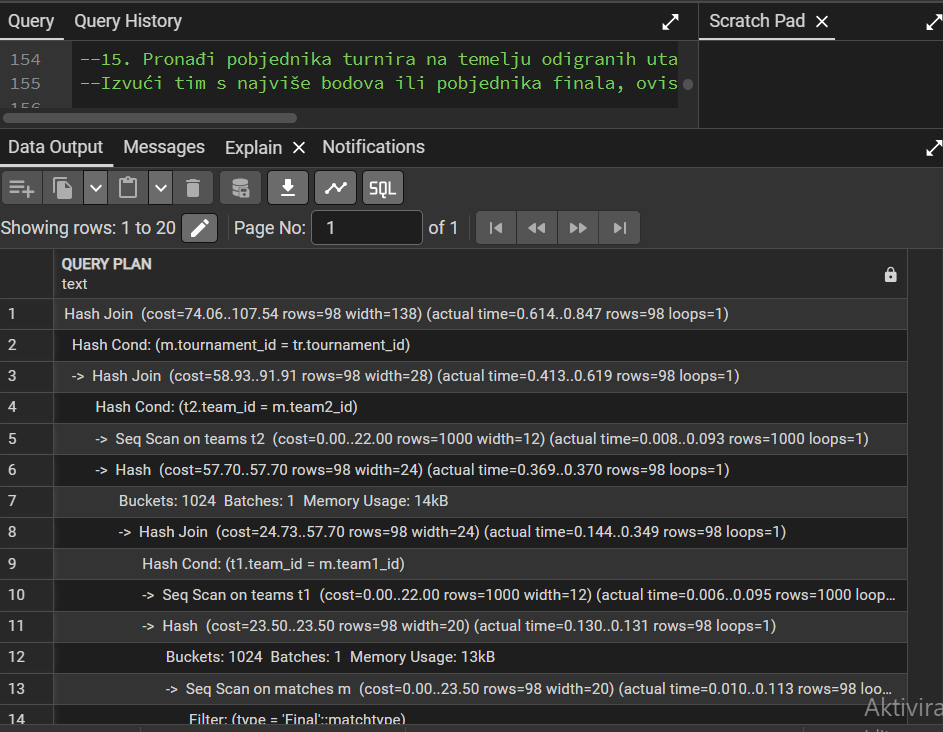 Query Query History Scratch Pad
154 --15. Pronađi pobjednika turnira na temelju odigranih uta
155 --Izvući tim s najviše bodova ili pobjednika finala, ovis
156
Data Output Messages Explain Notifications
SQL
Showing rows: 1 to 20 Page No: 1 of 1
QUERY PLAN
text
1 Hash Join (cost=74.06..107.54 rows=98 width=138) (actual time=0.614..0.847 rows=98 loops=1)
2 Hash Cond: (m.tournament_id = tr.tournament_id)
3 -> Hash Join (cost=58.93..91.91 rows=98 width=28) (actual time=0.413..0.619 rows=98 loops=1)
4 Hash Cond: (t2.team_id = m.team2_id)
5 -> Seq Scan on teams t2 (cost=0.00..22.00 rows=1000 width=12) (actual time=0.008..0.093 rows=1000 loops=1)
6 -> Hash (cost=57.70..57.70 rows=98 width=24) (actual time=0.369..0.370 rows=98 loops=1)
7 Buckets: 1024 Batches: 1 Memory Usage: 14kB
8 -> Hash Join (cost=24.73..57.70 rows=98 width=24) (actual time=0.144..0.349 rows=98 loops=1)
9 Hash Cond: (t1.team_id = m.team1_id)
10 -> Seq Scan on teams t1 (cost=0.00..22.00 rows=1000 width=12) (actual time=0.006..0.095 rows=1000 loop...
11 -> Hash (cost=23.50..23.50 rows=98 width=20) (actual time=0.130..0.131 rows=98 loops=1)
12 Buckets: 1024 Batches: 1 Memory Usage: 13kB
13 -> Seq Scan on matches m (cost=0.00..23.50 rows=98 width=20) (actual time=0.010..0.113 rows=98 loo...
14 Filter: (type = 'Final'::matchtype)
Aktivira